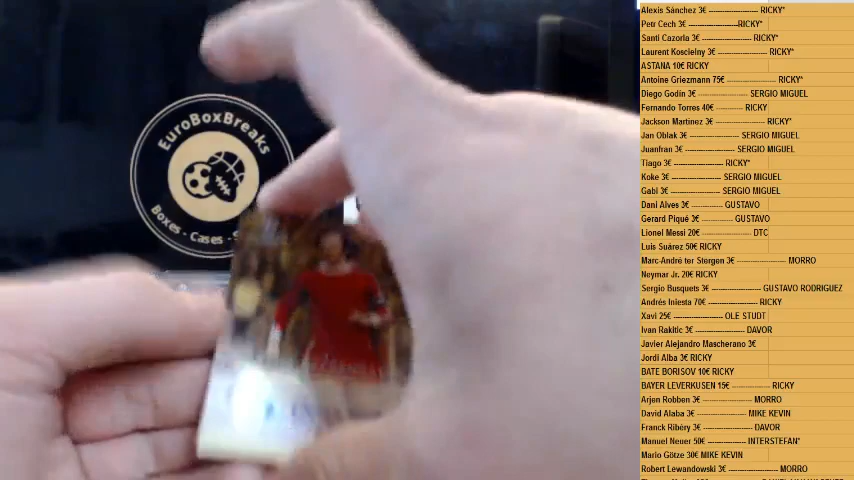 EuroBoxBreaks
Boxes - Cases - S
Alexis Sánchez 3€ -------------------- RICKY*
Petr Cech 3€ --------------------RICKY*
Santi Cazorla 3€ -------------------- RICKY*
Laurent Koscielny 3€ -------------------- RICKY*
ASTANA 10€ RICKY
Antoine Griezmann 75€ -------------------- RICKY*
Diego Godín 3€ -------------------- SERGIO MIGUEL
Fernando Torres 40€ ----------- RICKY
Jackson Martínez 3€ -------------------- RICKY*
Jan Oblak 3€ -------------------- SERGIO MIGUEL
Juanfran 3€ -------------------- SERGIO MIGUEL
Tiago 3€ -------------------- RICKY*
Koke 3€ -------------------- SERGIO MIGUEL
Gabi 3€ -------------------- SERGIO MIGUEL
Dani Alves 3€ --------------- GUSTAVO
Gerard Piqué 3€ --------------- GUSTAVO
Lionel Messi 20€ --------------- DTC
Luis Suárez 50€ RICKY
Marc-André ter Stergen 3€ -------------------- MORRO
Neymar Jr. 20€ RICKY
Sergio Busquets 3€ -------------------- GUSTAVO RODRIGUEZ
Andrés Iniesta 70€ -------------------- RICKY
Xavi 25€ -------------------- OLE STUDT
Ivan Rakitic 3€ -------------------- DAVOR
Javier Alejandro Mascherano 3€
Jordi Alba 3€ RICKY
BATE BORISOV 10€ RICKY
BAYER LEVERKUSEN 15€ --------------- RICKY
Arjen Robben 3€ -------------------- MORRO
David Alaba 3€ -------------------- MIKE KEVIN
Franck Ribéry 3€ -------------------- DAVOR
Manuel Neuer 50€ -------------------- INTERSTEFAN*
Mario Götze 30€ MIKE KEVIN
Robert Lewandowski 3€ -------------------- MORRO